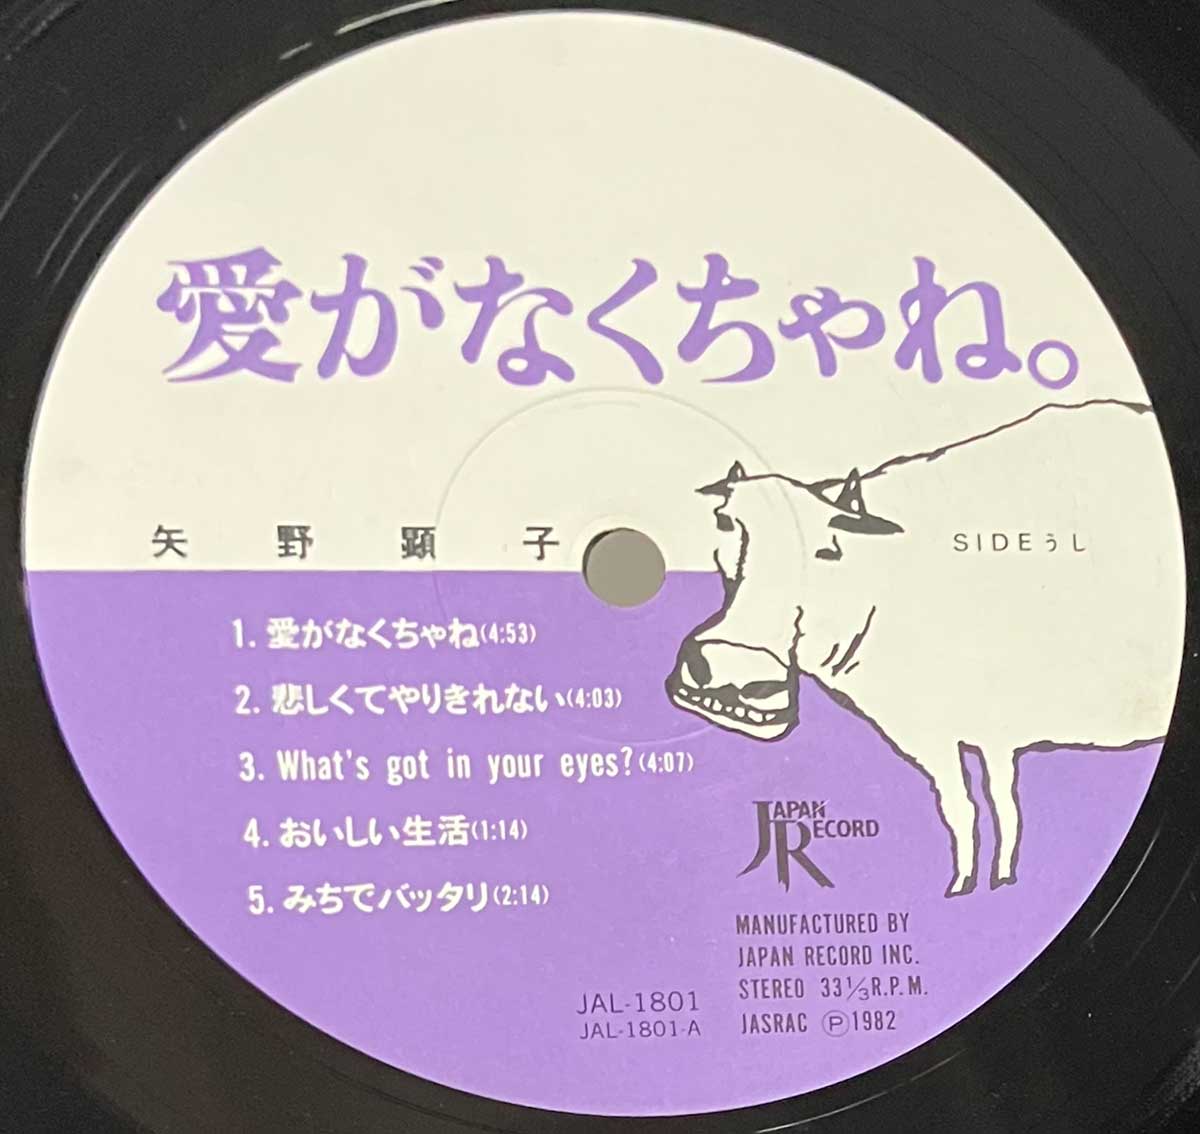 愛がなくちゃね。
矢野顕子
SIDEうし
1. 愛がなくちゃね(4:53)
2. 悲しくてやりきれない(4:03)
3. What's got in your eyes?(4:07)
4. おいしい生活(1:14)
5. みちでバッタリ(2:14)
JAPAN
RECORD
MANUFACTURED BY
JAPAN RECORD INC.
STEREO 33⅓R.P.M.
JASRAC Ⓟ1982
JAL-1801
JAL-1801-A